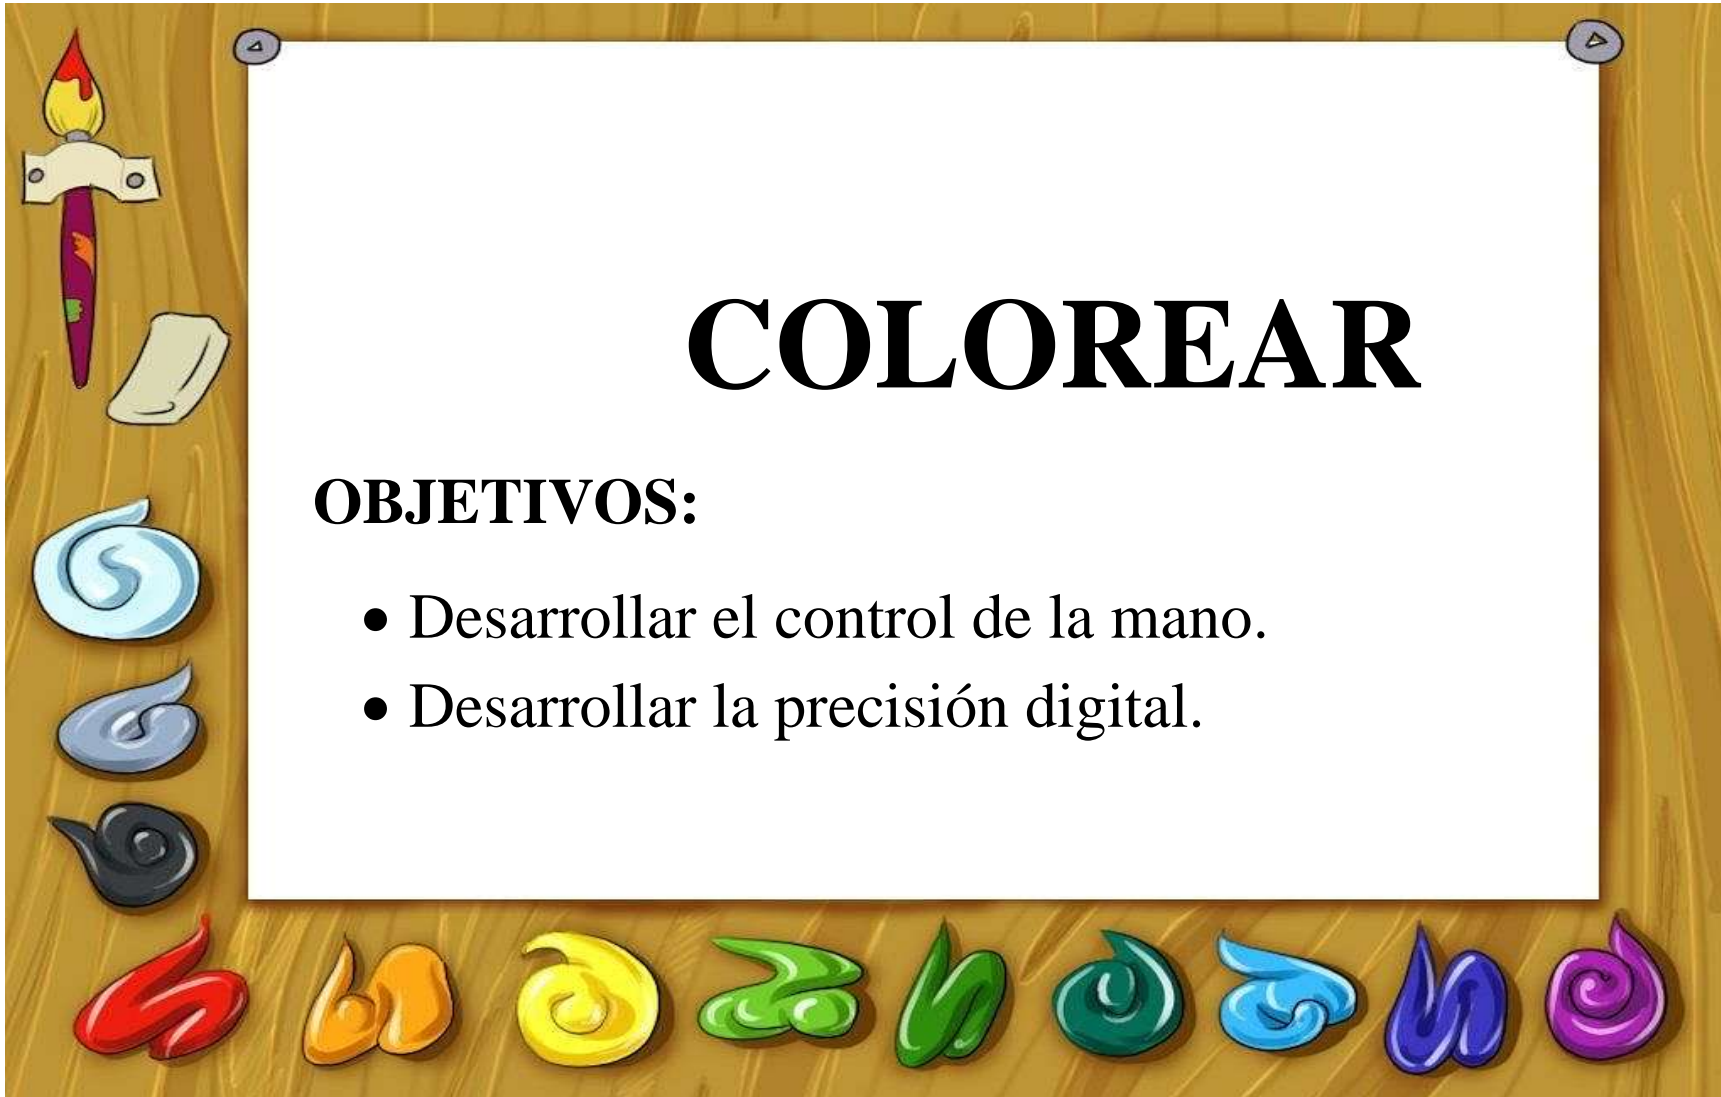 COLOREAR
OBJETIVOS:
• Desarrollar el control de la mano.
• Desarrollar la precisión digital.